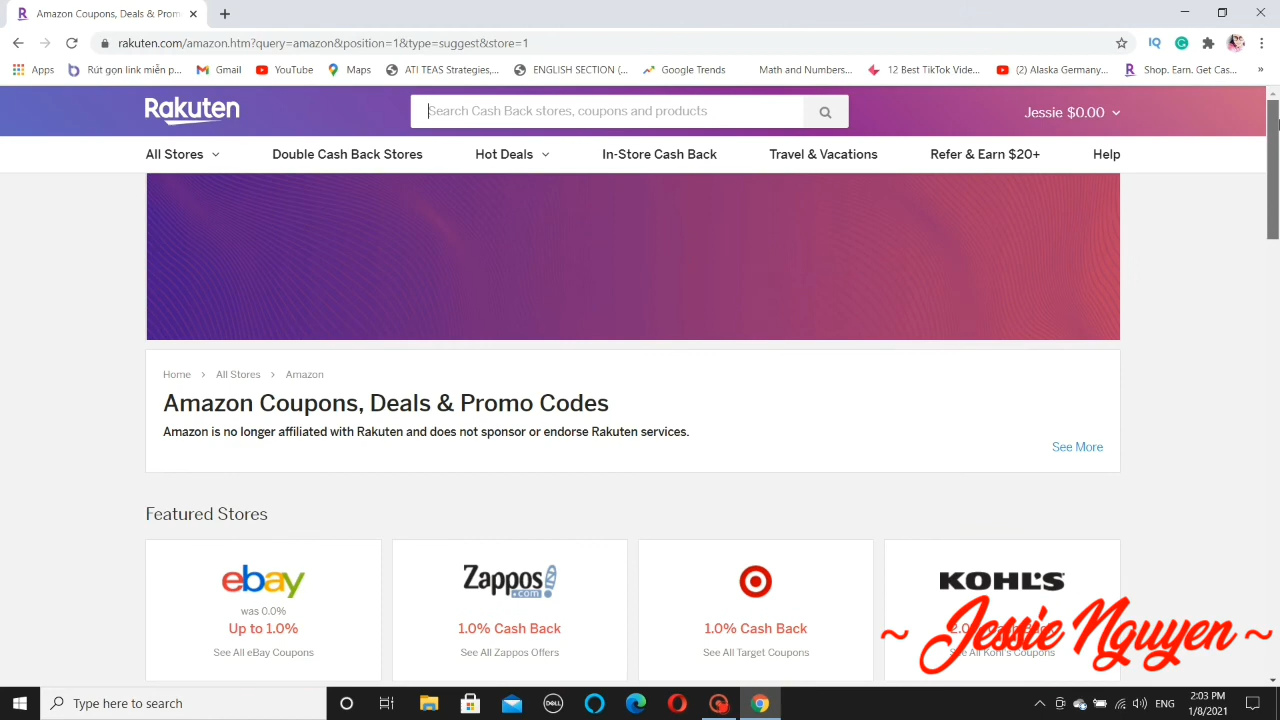 R Amazon Coupons, Deals & Prom
rakuten.com/amazon.htm?query=amazon&position=1&type=suggest&store=1
IQ
Apps Rút gọn link miễn p... Gmail YouTube Maps ATI TEAS Strategies,... ENGLISH SECTION (... Google Trends Math and Numbers... 12 Best TikTok Vide... (2) Alaska Germany... R Shop. Earn. Get Cas... »
Rakuten Search Cash Back stores, coupons and products Jessie $0.00
All Stores Double Cash Back Stores Hot Deals In-Store Cash Back Travel & Vacations Refer & Earn $20+ Help
Home > All Stores > Amazon
Amazon Coupons, Deals & Promo Codes
Amazon is no longer affiliated with Rakuten and does not sponsor or endorse Rakuten services.
See More
Featured Stores
ebay Zappos .com KOHL'S
was 0.0%
Up to 1.0% 1.0% Cash Back 1.0% Cash Back
See All eBay Coupons See All Zappos Offers See All Target Coupons See All Kohl's Coupons
~ Jessie Nguyen ~
Type here to search DELL ENG 2:03 PM
1/8/2021